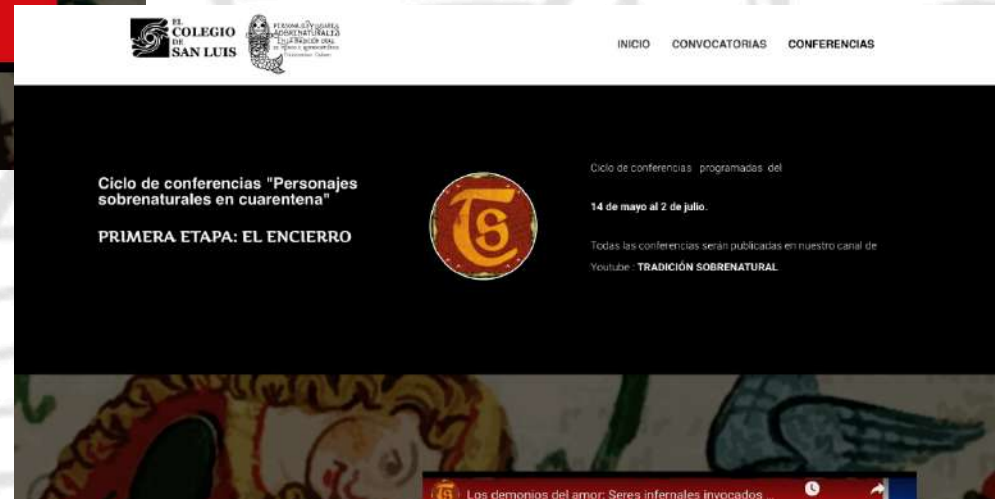 EL
COLEGIO
DE
SAN LUIS
INICIO CONVOCATORIAS CONFERENCIAS
Ciclo de conferencias "Personajes
sobrenaturales en cuarentena"
PRIMERA ETAPA: EL ENCIERRO
TS
Ciclo de conferencias programadas del
14 de mayo al 2 de julio.
Todas las conferencias serán publicadas en nuestro canal de
Youtube : TRADICIÓN SOBRENATURAL
Los demonios del amor: Seres infernales invocados ...